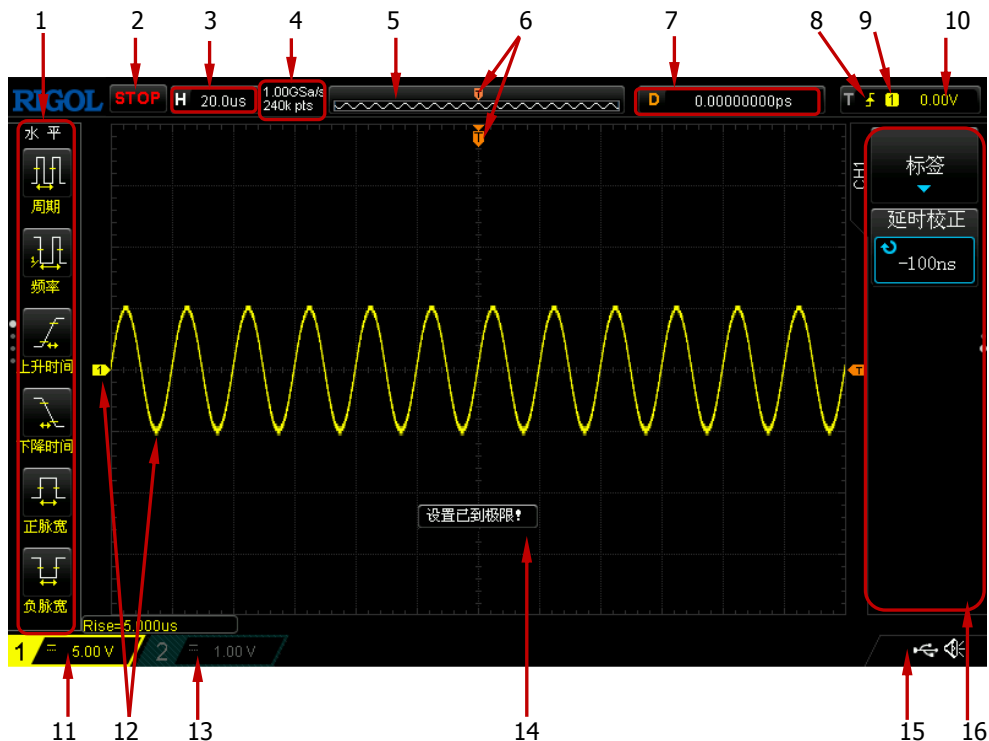 1 2 3 4 5 6 7 8 9 10
RIGOL STOP H 20.0us 1.00GSa/s
240k pts
T
D 0.00000000ps T 1 0.00V
水 平
周期
频率
上升时间
下降时间
正脉宽
负脉宽
T
1
T
CH1
标签
延时校正
-100ns
设置已到极限!
Rise=5.000us
1 5.00 V 2 1.00 V
11 12 13 14 15 16